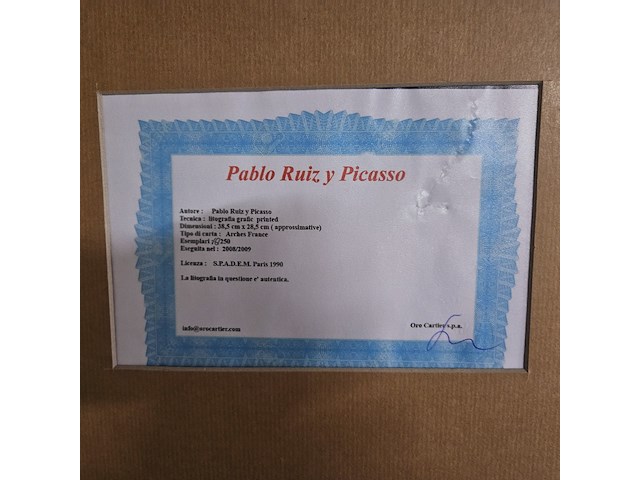 Pablo Ruiz y Picasso
Autore : Pablo Ruiz y Picasso
Tecnica : litografia grafic printed
Dimensioni : 38,5 cm x 28,5 cm ( approssimative)
Tipo di carta : Arches France
Esemplari : /250
Eseguita nel : 2008/2009
Licenza : S.P.A.D.E.M. Paris 1990
La litografia in questione e' autentica.
info@orocartier.com
Oro Cartier s.p.a.